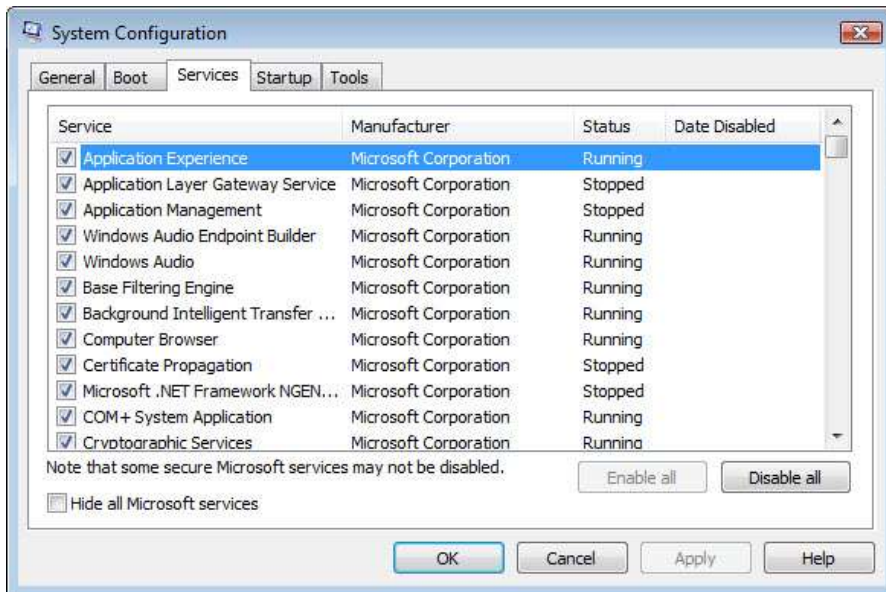 System Configuration
General Boot Services Startup Tools
Service Manufacturer Status Date Disabled
Application Experience Microsoft Corporation Running
Application Layer Gateway Service Microsoft Corporation Stopped
Application Management Microsoft Corporation Stopped
Windows Audio Endpoint Builder Microsoft Corporation Running
Windows Audio Microsoft Corporation Running
Base Filtering Engine Microsoft Corporation Running
Background Intelligent Transfer ... Microsoft Corporation Running
Computer Browser Microsoft Corporation Running
Certificate Propagation Microsoft Corporation Stopped
Microsoft .NET Framework NGEN... Microsoft Corporation Stopped
COM+ System Application Microsoft Corporation Running
Cryptographic Services Microsoft Corporation Running
Note that some secure Microsoft services may not be disabled.
Enable all Disable all
Hide all Microsoft services
OK Cancel Apply Help